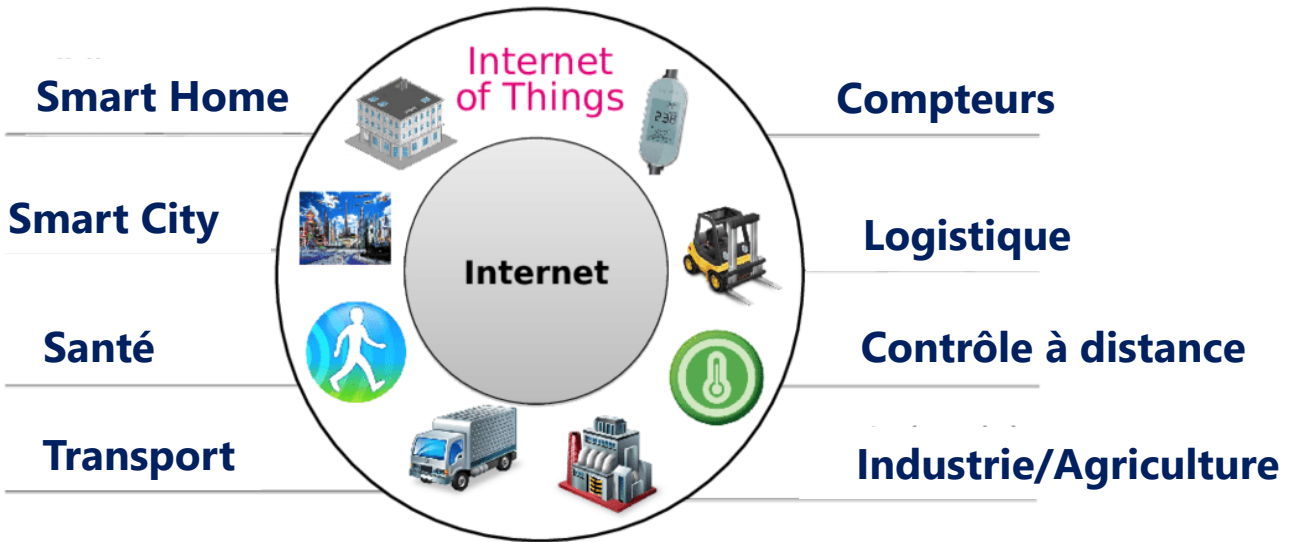 Internet
of Things
Smart Home
Compteurs
Smart City
Logistique
Internet
Santé
Contrôle à distance
Transport
Industrie/Agriculture